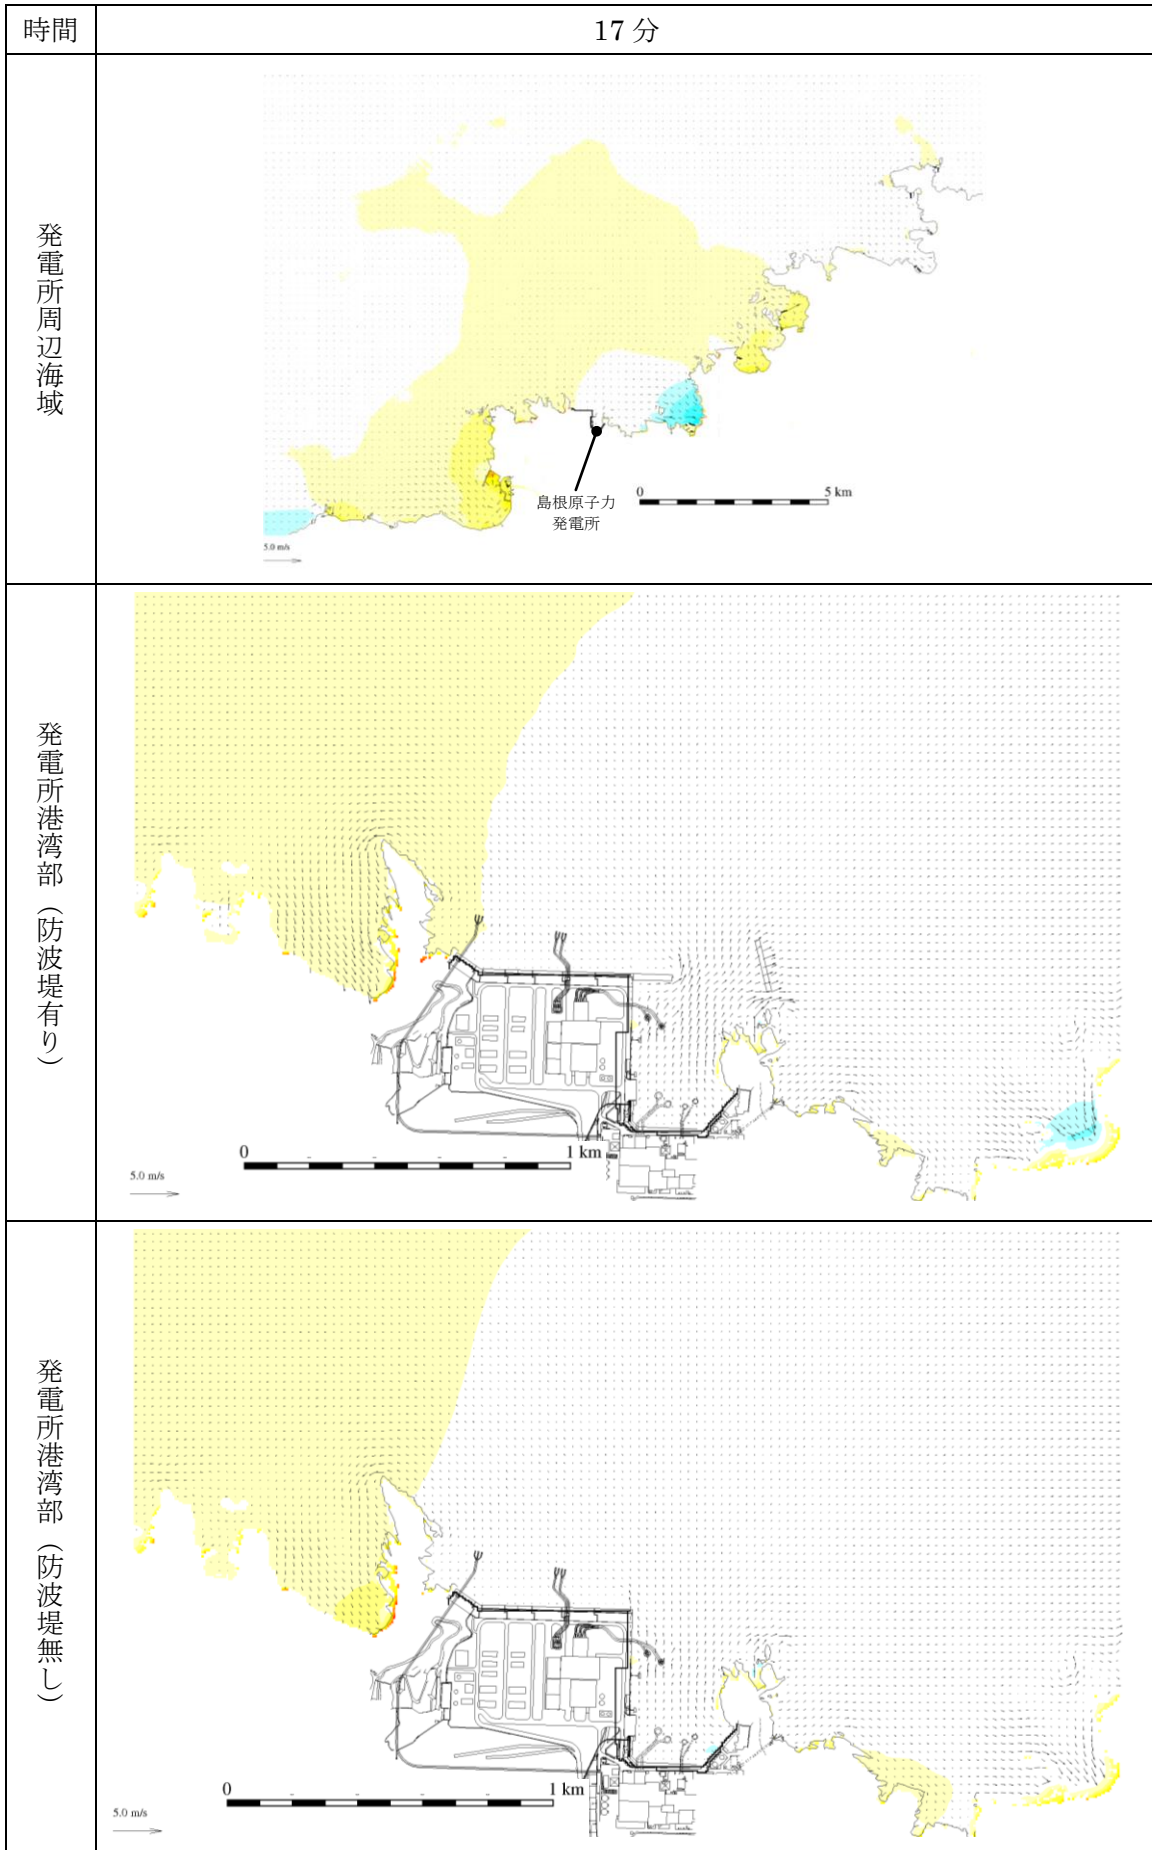 時間
17 分
発電所周辺海域
島根原子力
発電所
0
5 km
5.0 m/s
発電所港湾部（防波堤有り）
0
1 km
5.0 m/s
発電所港湾部（防波堤無し）
0
1 km
5.0 m/s